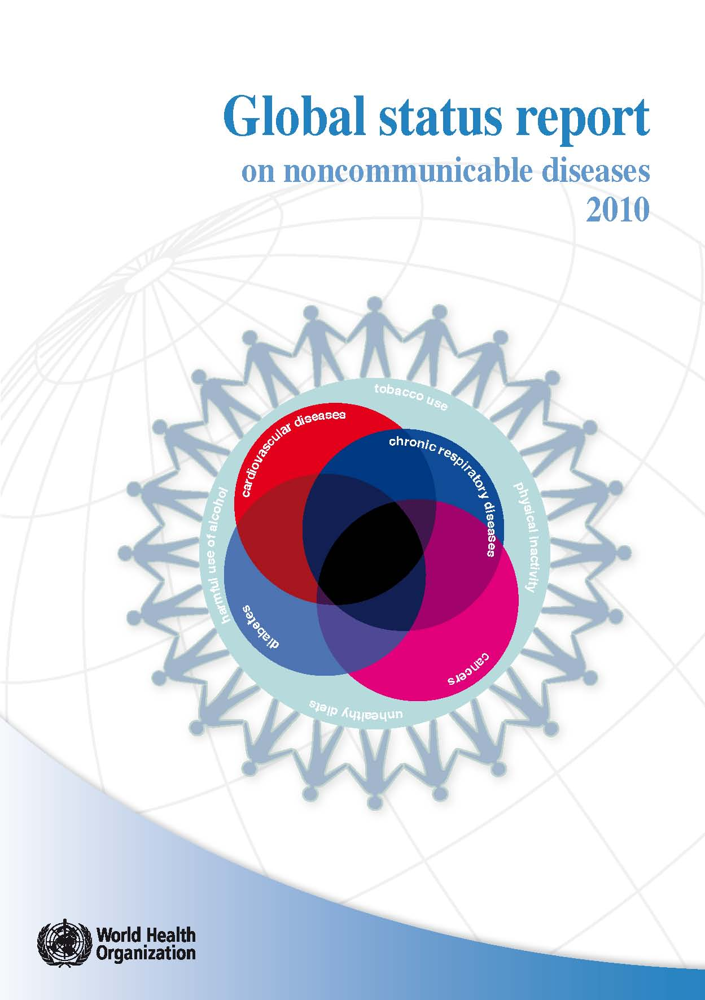 Global status report
on noncommunicable diseases
2010
tobacco use
cardiovascular diseases
chronic respiratory diseases
physical inactivity
harmful use of alcohol
diabetes
cancers
unhealthy diets
World Health
Organization